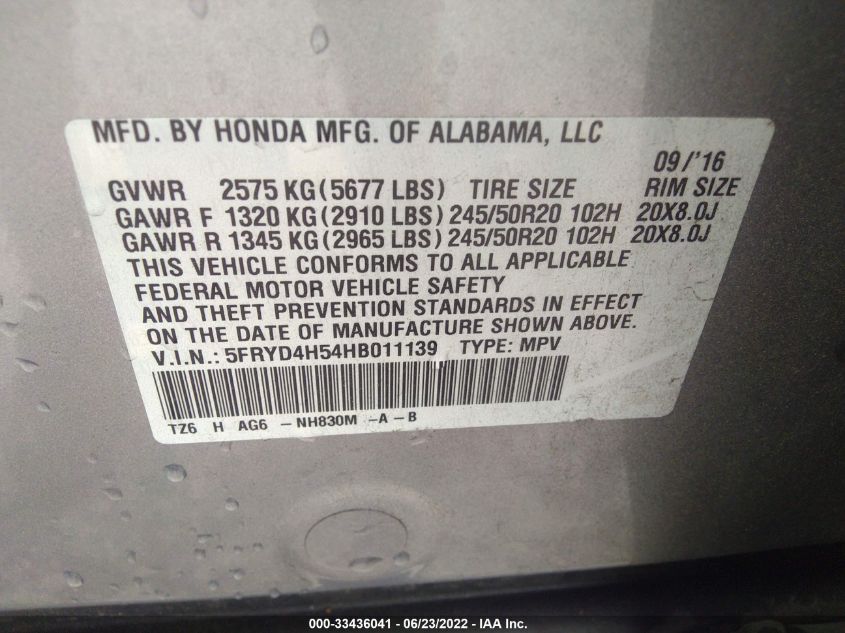 MFD. BY HONDA MFG. OF ALABAMA, LLC
09/'16
GVWR 2575 KG (5677 LBS) TIRE SIZE RIM SIZE
GAWR F 1320 KG (2910 LBS) 245/50R20 102H 20X8.0J
GAWR R 1345 KG (2965 LBS) 245/50R20 102H 20X8.0J
THIS VEHICLE CONFORMS TO ALL APPLICABLE
FEDERAL MOTOR VEHICLE SAFETY
AND THEFT PREVENTION STANDARDS IN EFFECT
ON THE DATE OF MANUFACTURE SHOWN ABOVE.
V.I.N.: 5FRYD4H54HB011139 TYPE: MPV
TZ6 H AG6 -NH830M -A-B
000-33436041 - 06/23/2022 - IAA Inc.